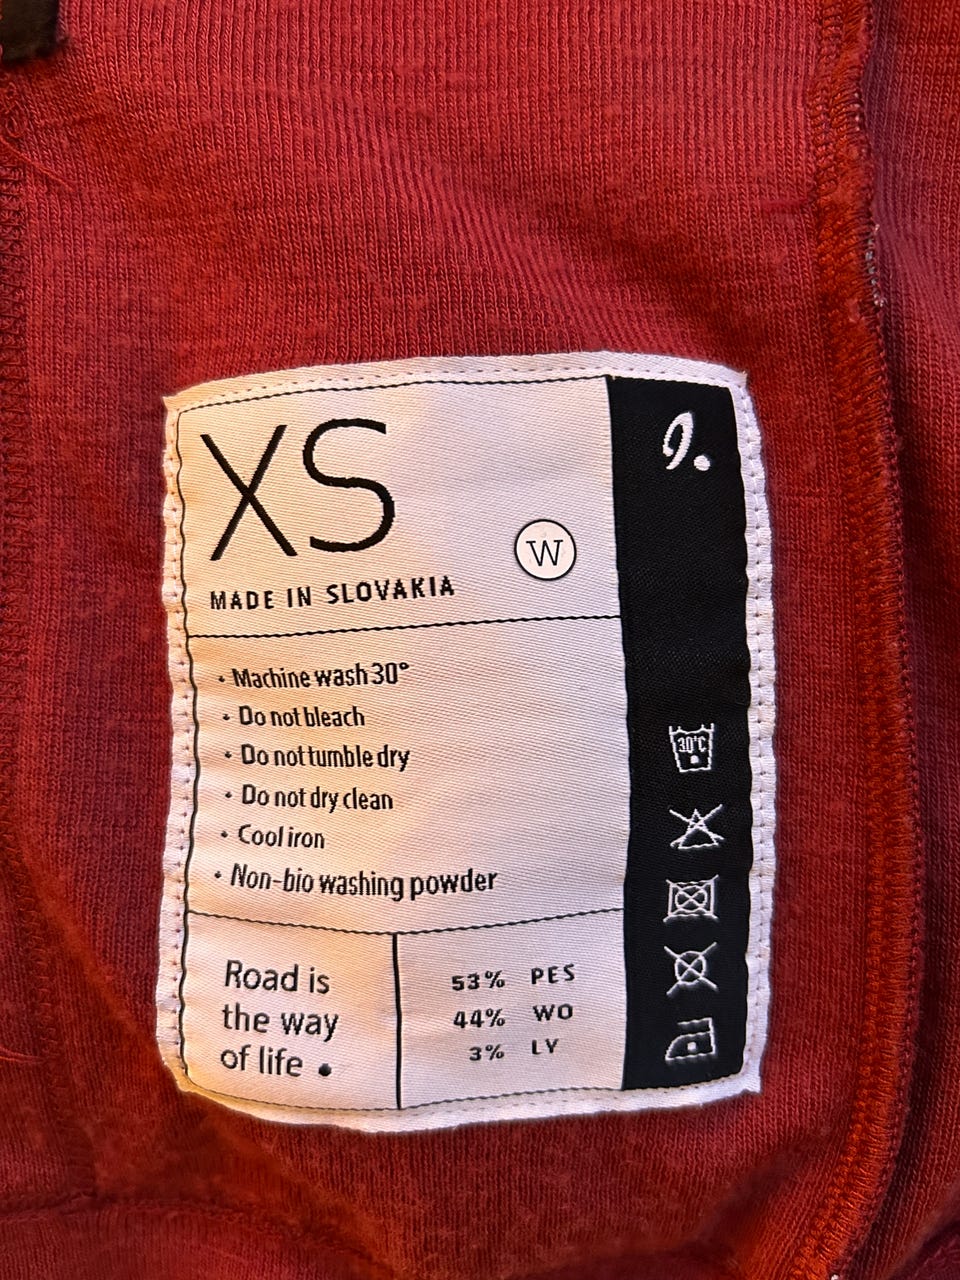 XS
W
MADE IN SLOVAKIA
• Machine wash 30°
• Do not bleach
• Do not tumble dry
• Do not dry clean
• Cool iron
• Non-bio washing powder
Road is
the way
of life •
53% PES
44% WO
3% LY
30°C